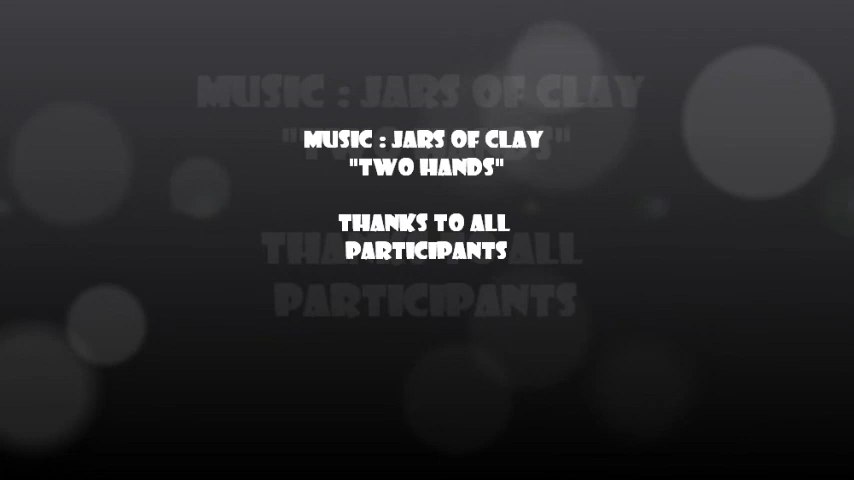 MUSIC : JARS OF CLAY
"TWO HANDS"
THANKS TO ALL
PARTICIPANTS